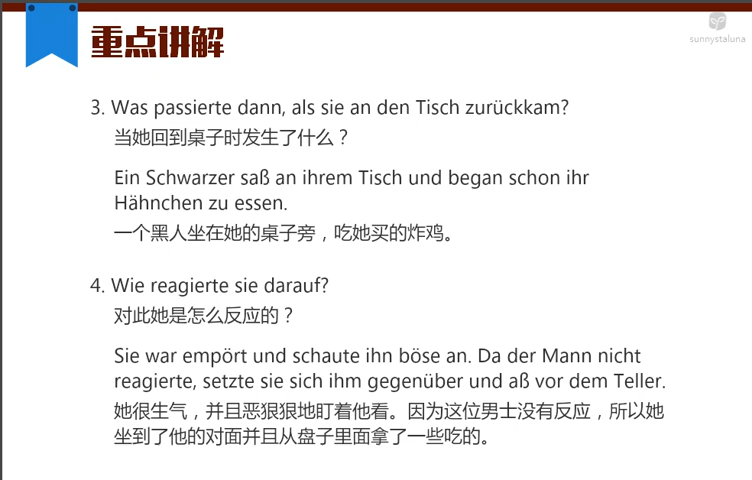 重点讲解
sunnystaluna
3. Was passierte dann, als sie an den Tisch zurückkam?
当她回到桌子时发生了什么？
Ein Schwarzer saß an ihrem Tisch und began schon ihr
Hähnchen zu essen.
一个黑人坐在她的桌子旁，吃她买的炸鸡。
4. Wie reagierte sie darauf?
对此她是怎么反应的？
Sie war empört und schaute ihn böse an. Da der Mann nicht
reagierte, setzte sie sich ihm gegenüber und aß vor dem Teller.
她很生气，并且恶狠狠地盯着他看。因为这位男士没有反应，所以她
坐到了他的对面并且从盘子里面拿了一些吃的。